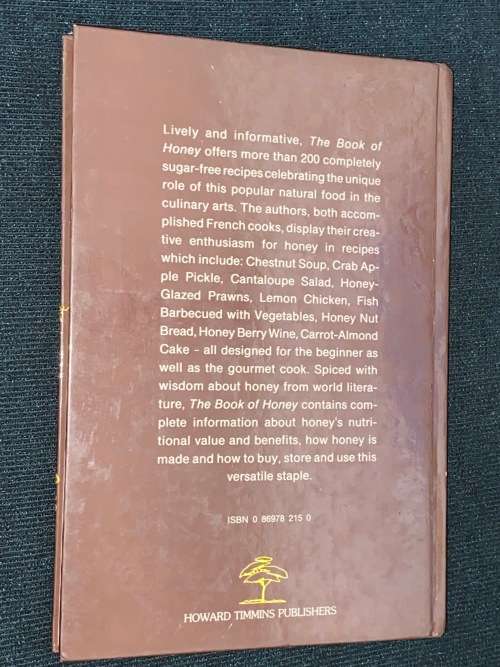 Lively and informative, The Book of
Honey offers more than 200 completely
sugar-free recipes celebrating the unique
role of this popular natural food in the
culinary arts. The authors, both accom-
plished French cooks, display their crea-
tive enthusiasm for honey in recipes
which include: Chestnut Soup, Crab Ap-
ple Pickle, Cantaloupe Salad, Honey-
Glazed Prawns, Lemon Chicken, Fish
Barbecued with Vegetables, Honey Nut
Bread, Honey Berry Wine, Carrot-Almond
Cake – all designed for the beginner as
well as the gourmet cook. Spiced with
wisdom about honey from world litera-
ture, The Book of Honey contains com-
plete information about honey's nutri-
tional value and benefits, how honey is
made and how to buy, store and use this
versatile staple.
ISBN 0 86978 215 0
HOWARD TIMMINS PUBLISHERS